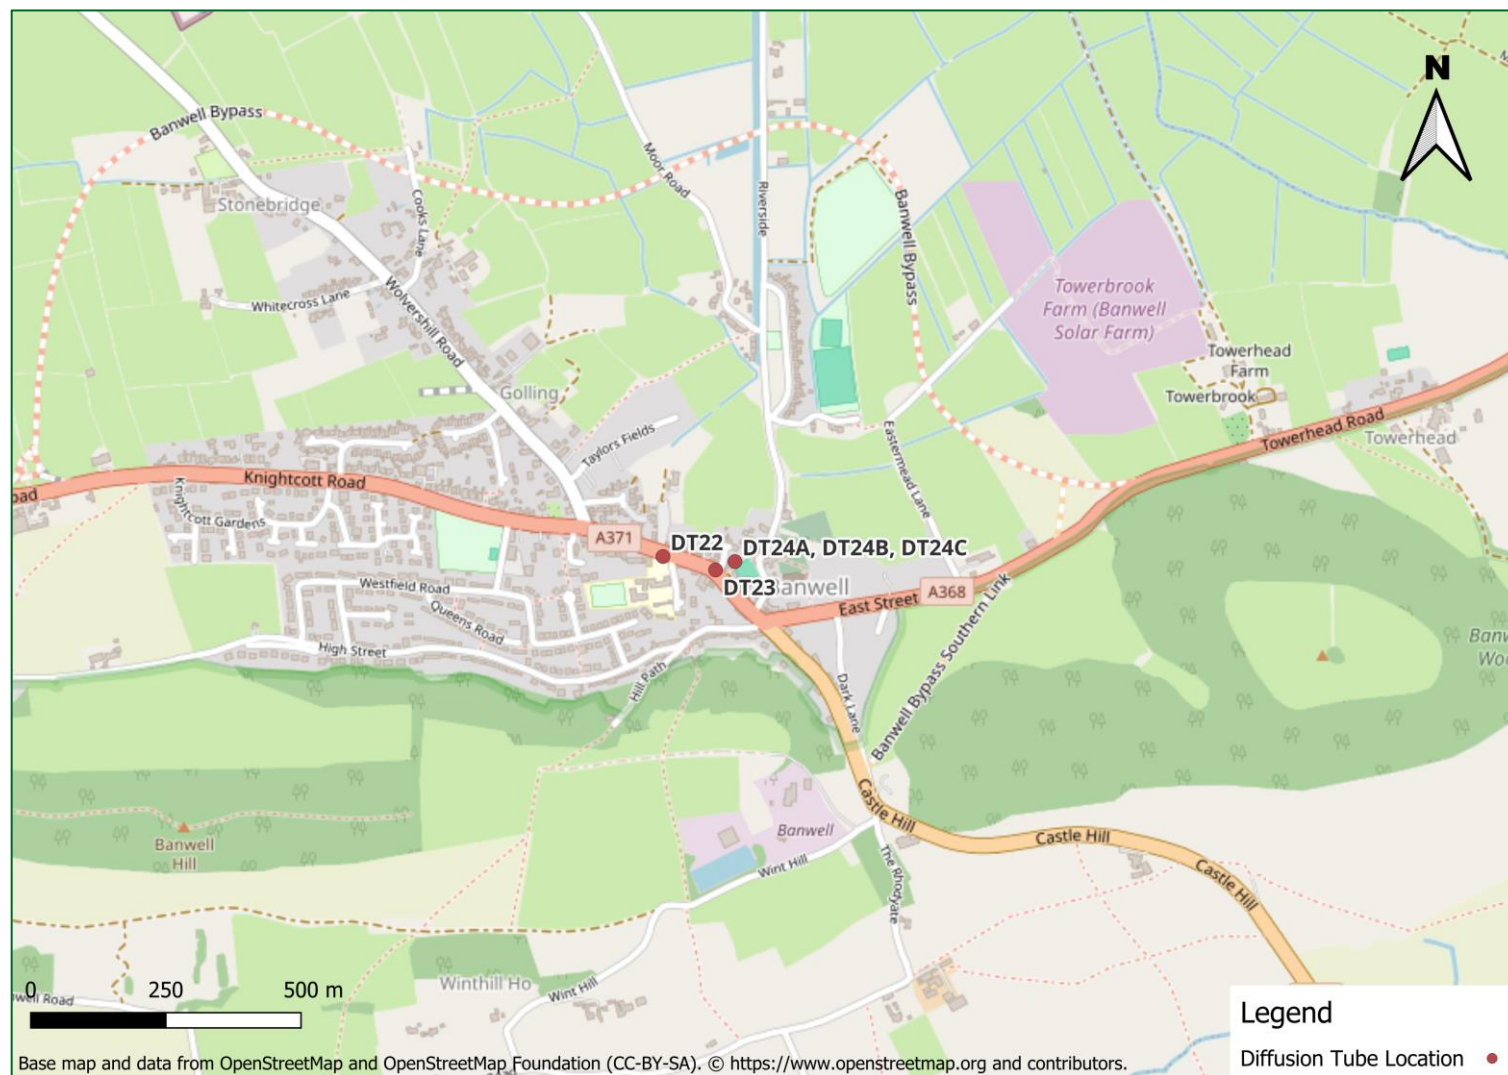 N
Banwell Bypass
Moor Road
Cooks Lane
Riverside
Stonebridge
Banwell Bypass
Whitecross Lane
Wolvershill Road
Towerbrook
Farm (Banwell
Solar Farm)
Towerhead
Farm
Towerbrook
Golling
Towerhead Road
Towerhead
Taylors Fields
Eastermead Lane
Knightcott Road
Knightcott
Gardens
A371
DT22
DT24A, DT24B, DT24C
DT23
Banwell
East Street
A368
Westfield Road
Queens Road
High Street
Hill Path
Dark Lane
Banwell Bypass Southern Link
Castle Hill
Castle Hill
Castle Hill
Banwell
Hill
Banwell
Wint Hill
The Rhodyate
Winthill Ho
Wint Hill
0 250 500 m
Legend
Diffusion Tube Location
Base map and data from OpenStreetMap and OpenStreetMap Foundation (CC-BY-SA). © https://www.openstreetmap.org and contributors.